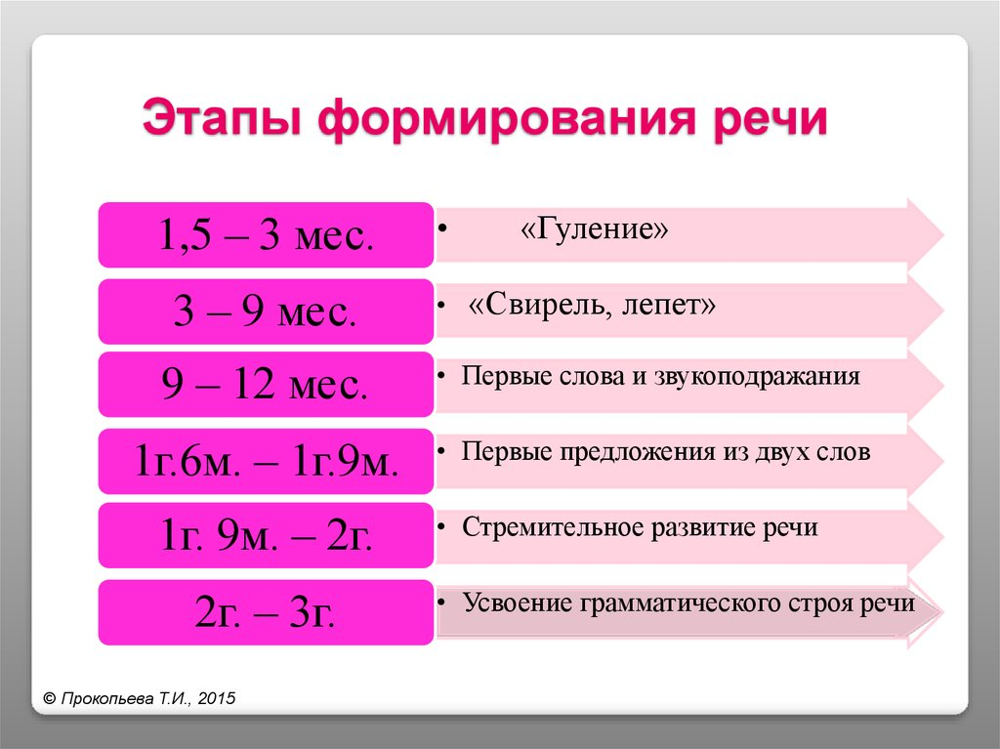 Этапы формирования речи
1,5 – 3 мес. • «Гуление»
3 – 9 мес. • «Свирель, лепет»
9 – 12 мес. • Первые слова и звукоподражания
1г.6м. – 1г.9м. • Первые предложения из двух слов
1г. 9м. – 2г. • Стремительное развитие речи
2г. – 3г. • Усвоение грамматического строя речи
© Прокопьева Т.И., 2015